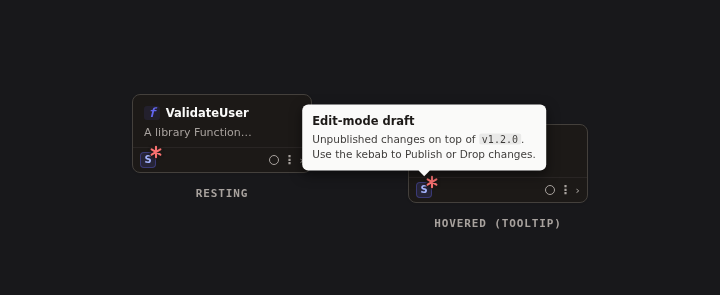 f ValidateUser
A library Function...
S* ›
RESTING
Edit-mode draft
Unpublished changes on top of v1.2.0.
Use the kebab to Publish or Drop changes.
S* ›
HOVERED (TOOLTIP)